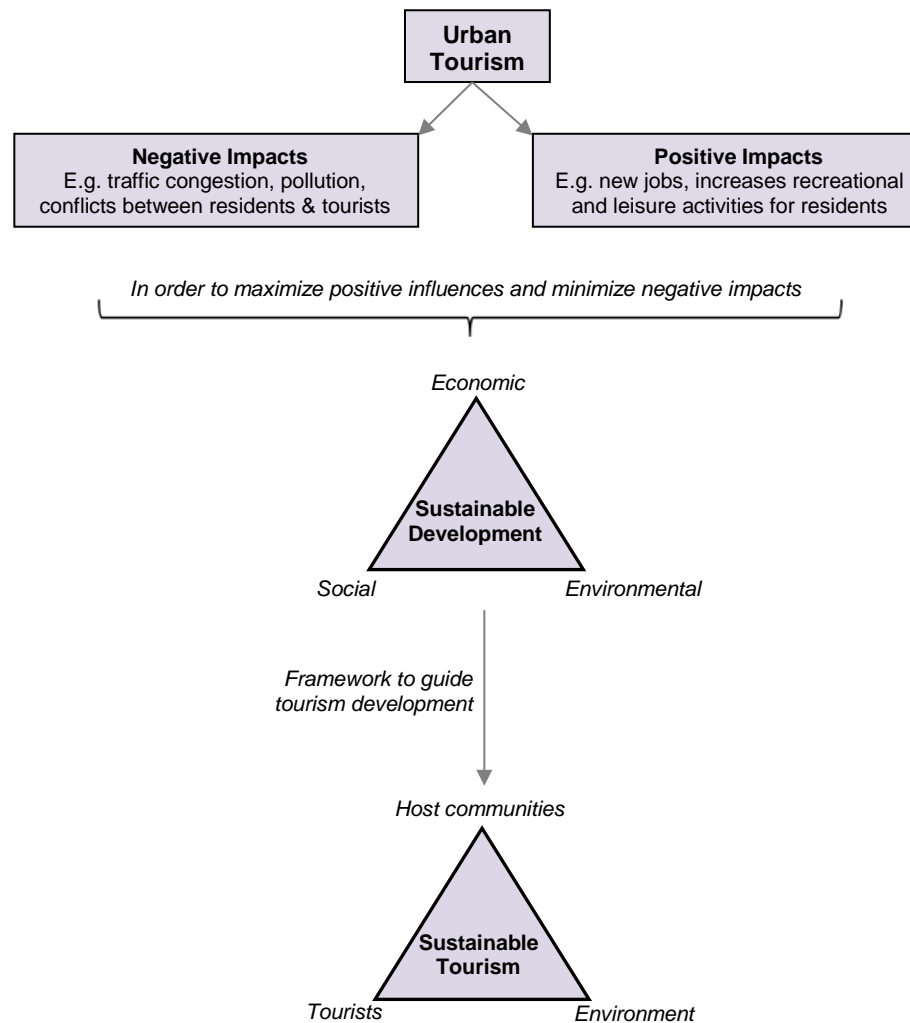 Urban
Tourism
Negative Impacts
E.g. traffic congestion, pollution,
conflicts between residents & tourists
Positive Impacts
E.g. new jobs, increases recreational
and leisure activities for residents
In order to maximize positive influences and minimize negative impacts
Economic
Sustainable
Development
Social
Environmental
Framework to guide
tourism development
Host communities
Sustainable
Tourism
Tourists
Environment